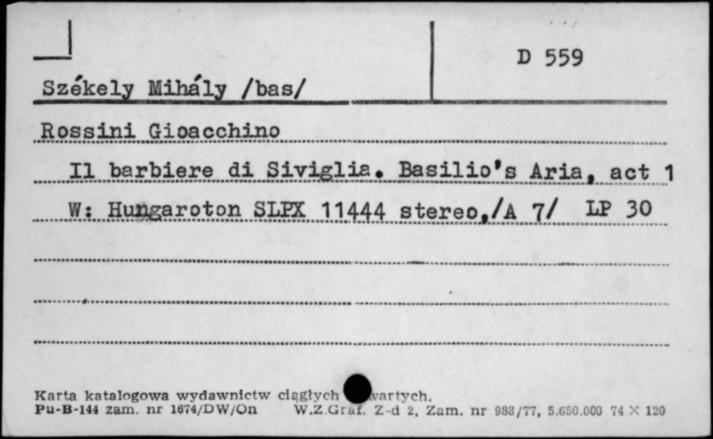 D 559
Székely Mihály /bas/
Rossini Gioacchino
Il barbiere di Siviglia. Basilio's Aria, act 1
W: Hungaroton SLPX 11444 stereo,/A 7/ LP 30
Karta katalogowa wydawnictw ciągłych wartych.
Pu-B-144 zam. nr 1674/DW/On W.Z.Graf. Z-d 2, Zam. nr 988/77, 5.650.000 74 X 120